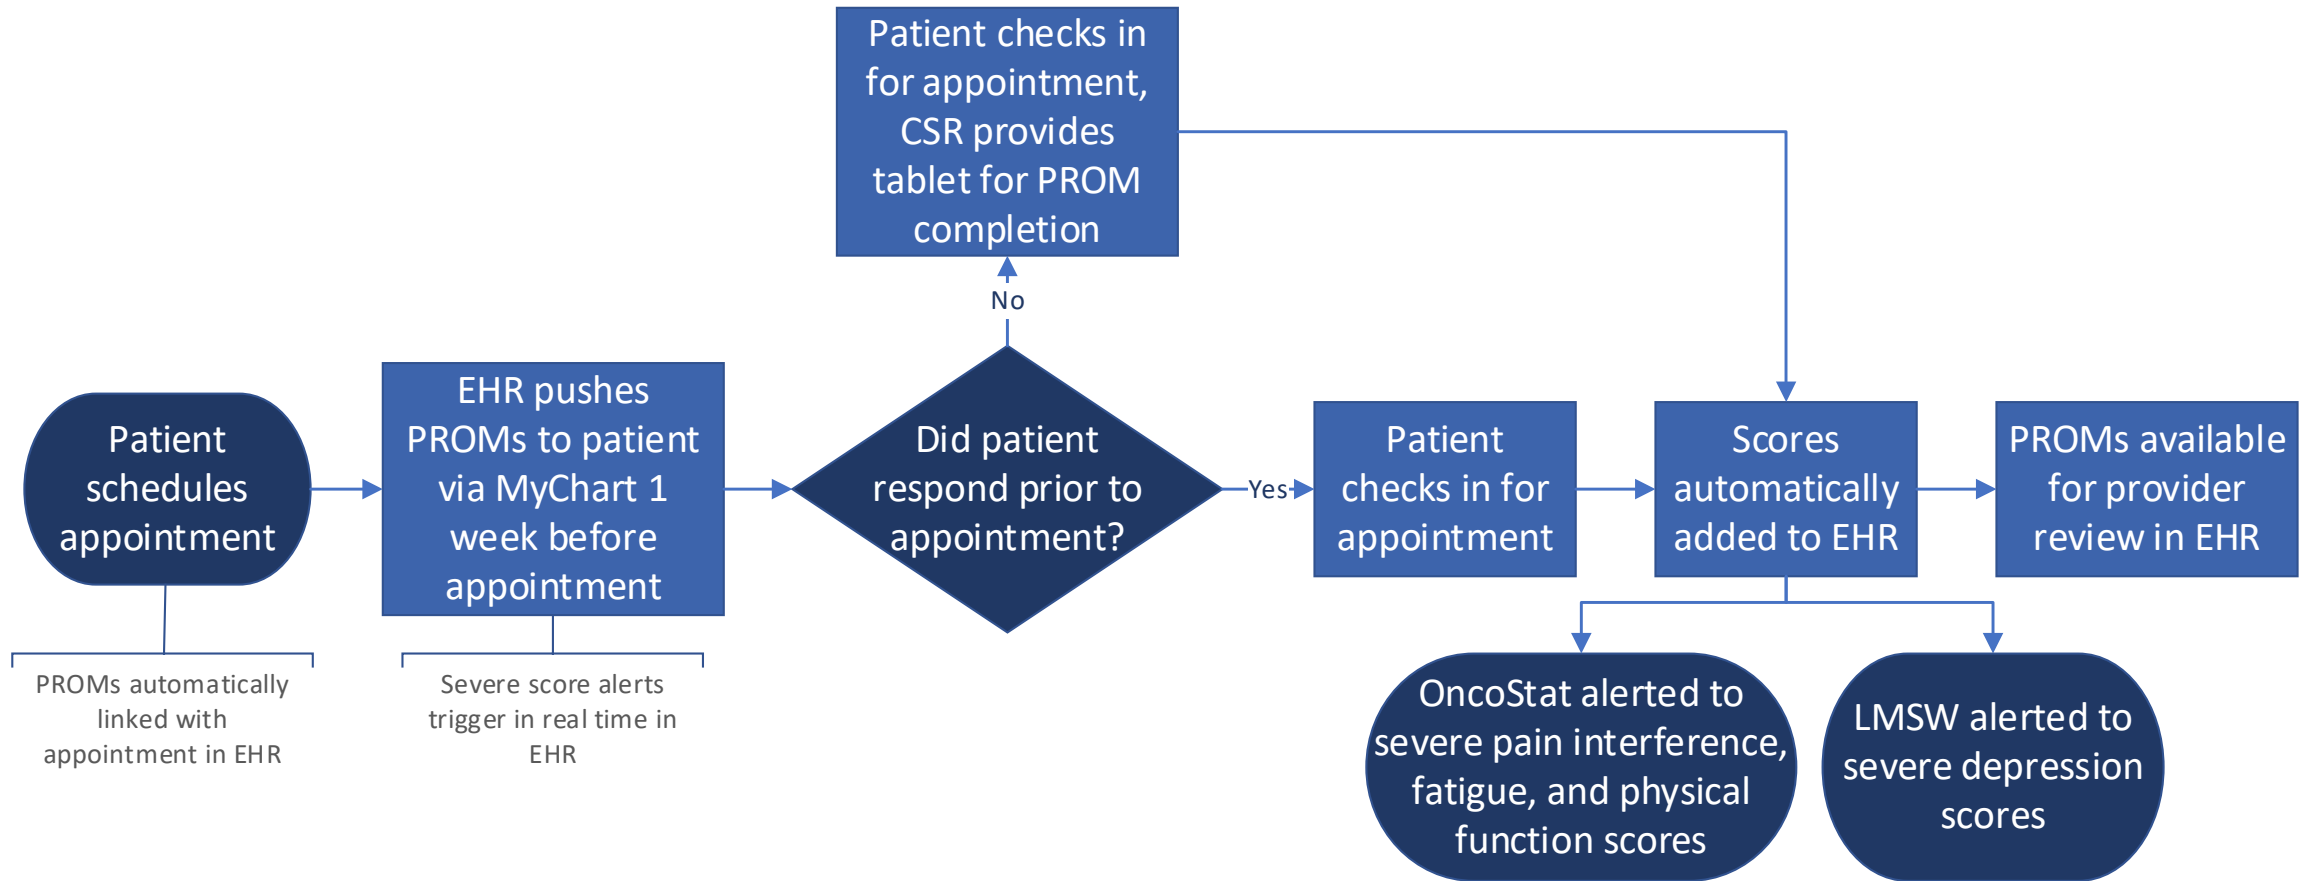 Patient checks in
for appointment,
CSR provides
tablet for PROM
completion
No
Patient
schedules
appointment
EHR pushes
PROMs to patient
via MyChart 1
week before
appointment
Did patient
respond prior to
appointment?
Yes
Patient
checks in for
appointment
Scores
automatically
added to EHR
PROMs available
for provider
review in EHR
PROMs automatically
linked with
appointment in EHR
Severe score alerts
trigger in real time in
EHR
OncoStat alerted to
severe pain interference,
fatigue, and physical
function scores
LMSW alerted to
severe depression
scores